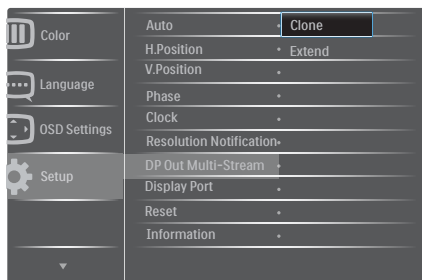 Color
Language
OSD Settings
Setup
Auto
H.Position
V.Position
Phase
Clock
Resolution Notification
DP Out Multi-Stream
Display Port
Reset
Information
Clone
Extend